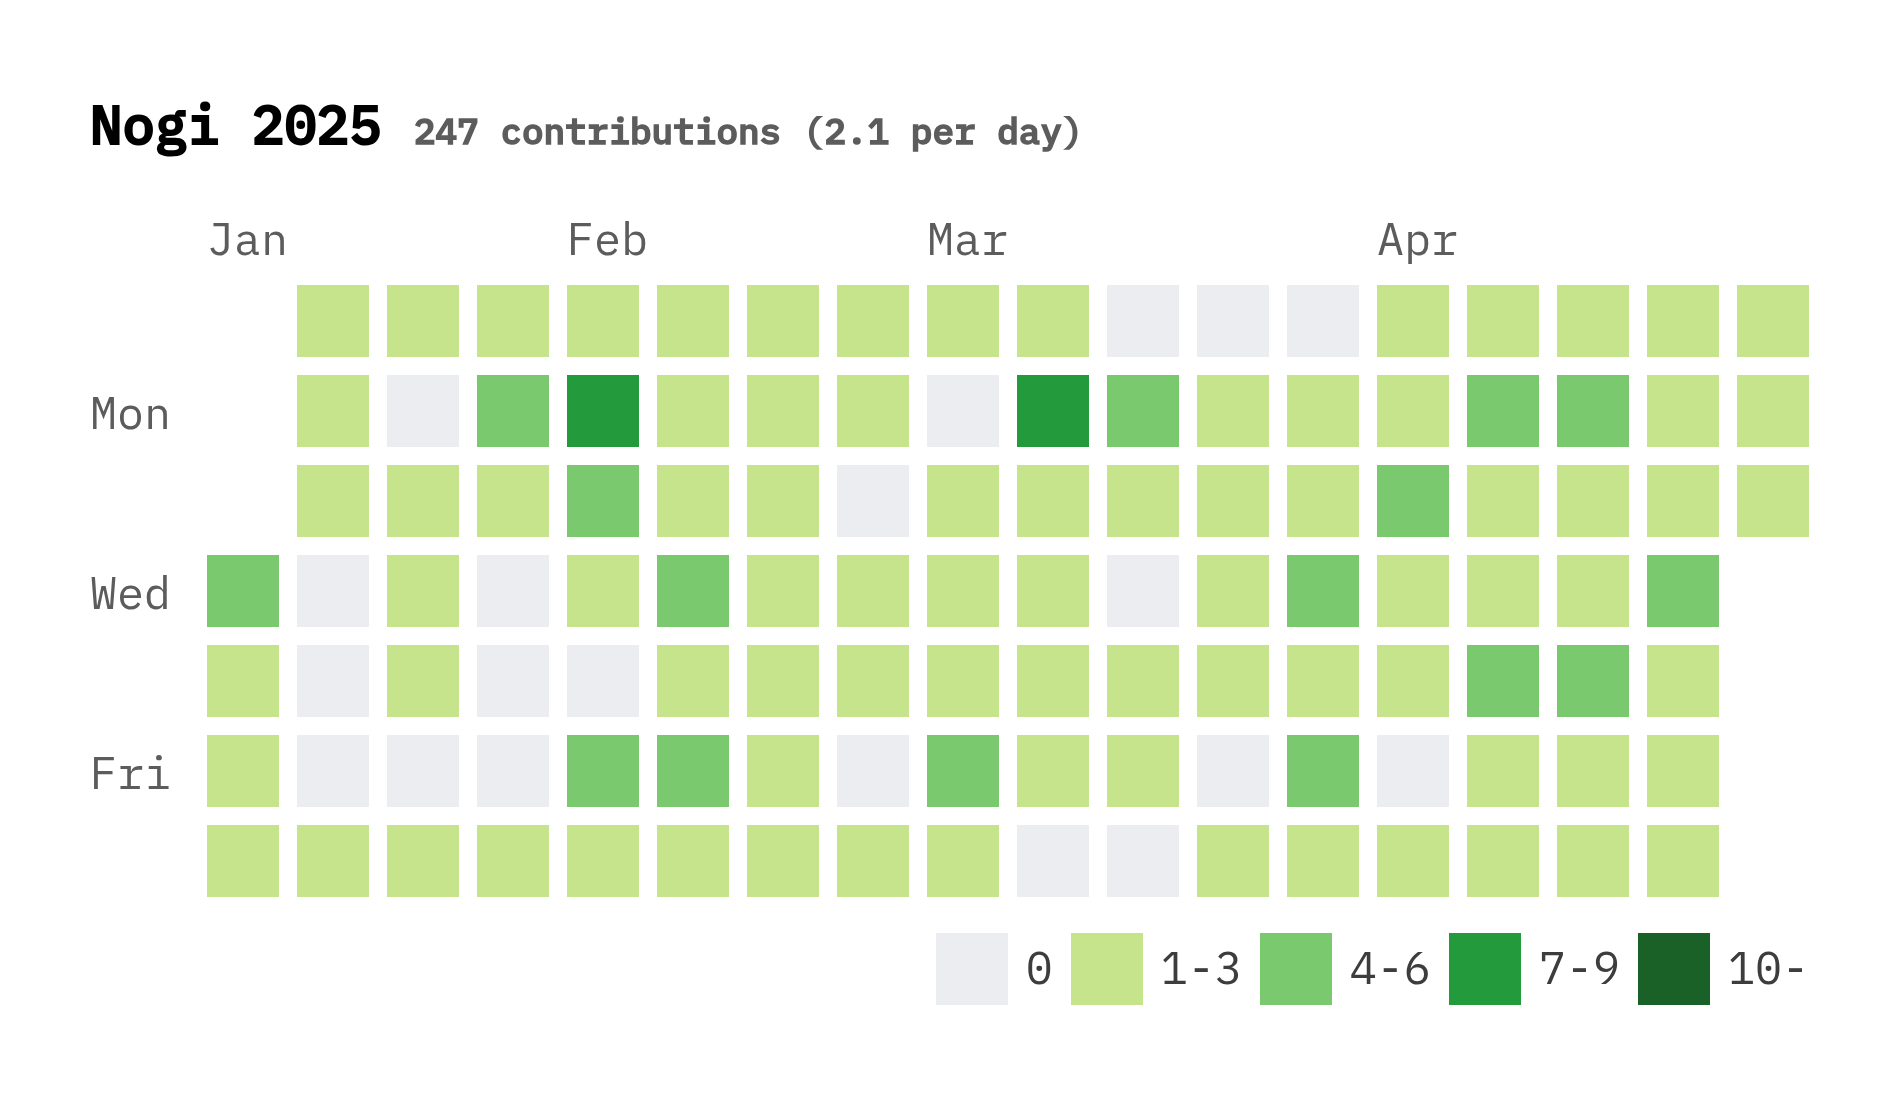 Nogi 2025 247 contributions (2.1 per day)
Jan Feb Mar Apr
Mon
Wed
Fri
0 1-3 4-6 7-9 10-